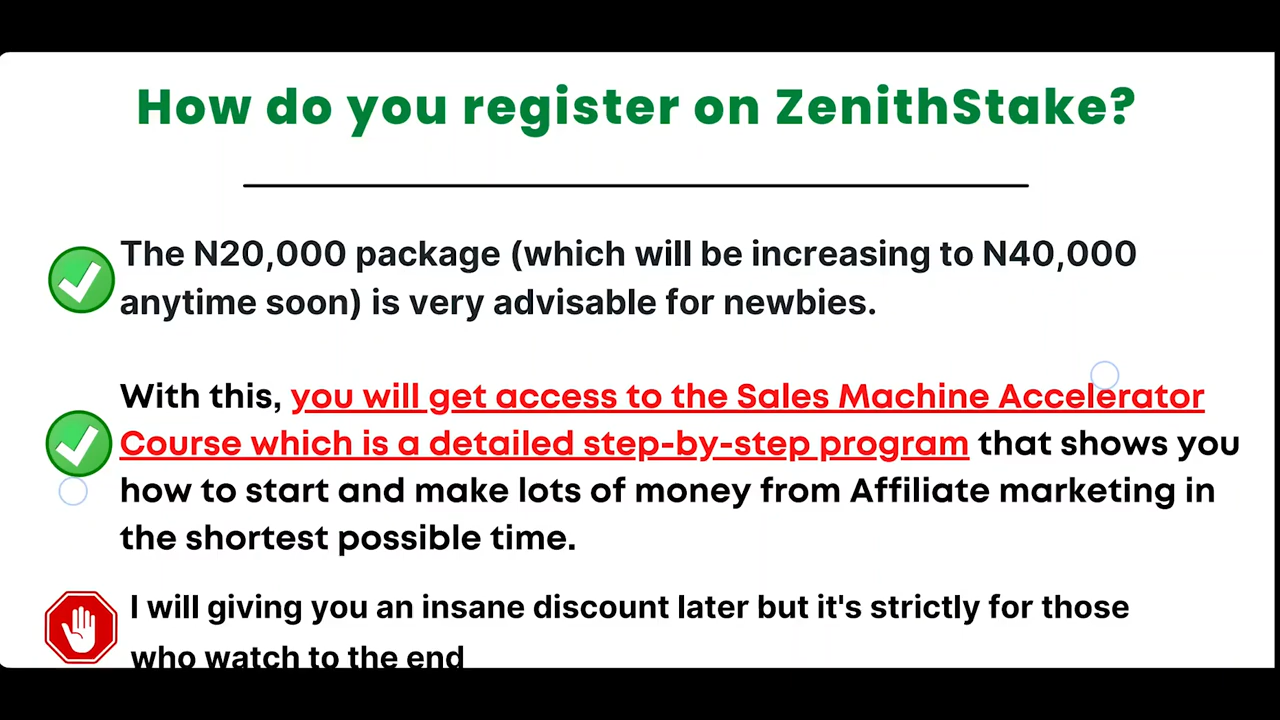 How do you register on ZenithStake?
The N20,000 package (which will be increasing to N40,000
anytime soon) is very advisable for newbies.
With this, you will get access to the Sales Machine Accelerator
Course which is a detailed step-by-step program that shows you
how to start and make lots of money from Affiliate marketing in
the shortest possible time.
I will giving you an insane discount later but it's strictly for those
who watch to the end